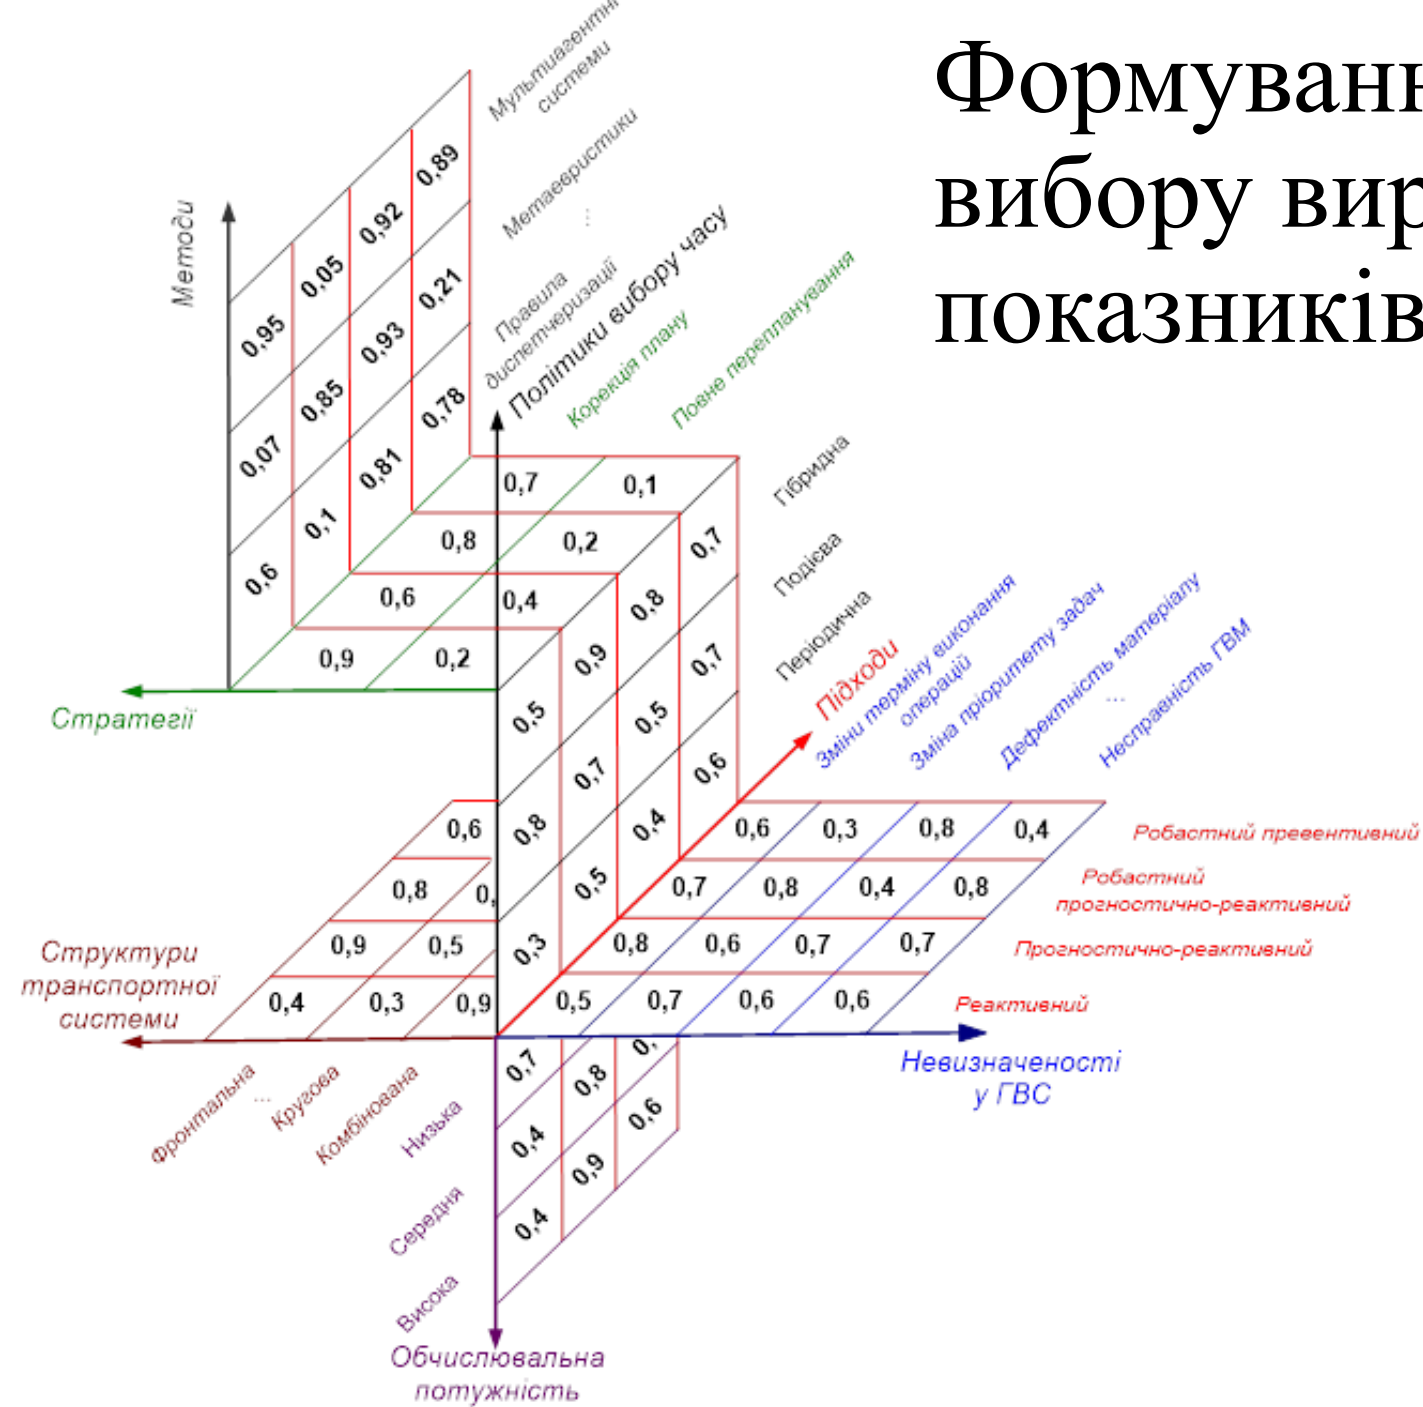 Формуванн
вибору вир
показників
Мультиагентні
системи
Метаевристики
...
Правила
диспетчеризації
Політики вибору часу
Корекція плану
Повне перепланування
Методи
0,89
0,92
0,05
0,95
0,21
0,93
0,85
0,07
0,78
0,81
0,1
0,6
0,7 0,1
0,8 0,2
0,6 0,4
0,9 0,2
Стратегії
Гібридна
Подієва
Періодична
0,7
0,8
0,9
0,5
0,7
0,5
0,7
0,8
0,6
0,4
0,5
0,3
Підходи
Зміни терміну виконання
операцій
Зміна пріоритету задач
Дефектність матеріалу
...
Несправність ГВМ
0,6 0,3 0,8 0,4
Робастний превентивний
0,7 0,8 0,4 0,8
Робастний
прогностично-реактивний
0,8 0,6 0,7 0,7
Прогностично-реактивний
0,5 0,7 0,6 0,6
Реактивний
Невизначеності
у ГВС
0,6
0,8 0,
0,9 0,5
0,4 0,3 0,9
Структури
транспортної
системи
Фронтальна
...
Кругова
Комбінована
Низька
Середня
Висока
0,7
0,8
0,
0,4
0,9
0,6
0,4
Обчислювальна
потужність